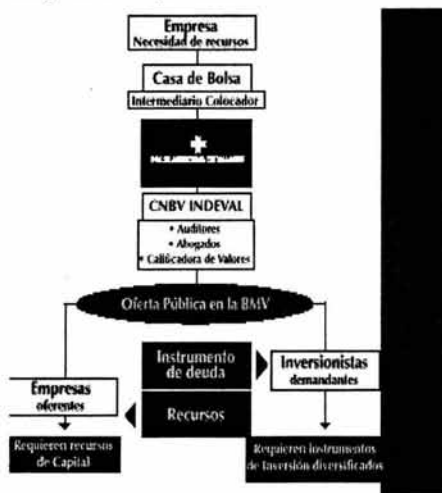 Empresa
Necesidad de recursos
Casa de Bolsa
Intermediario Colocador
CNBV INDEVAL
• Auditores
• Abogados
• Calificadora de Valores
Oferta Pública en la BMV
Instrumento
de deuda
Inversionistas
demandantes
Empresas
oferentes
Recursos
Requieren recursos
de Capital
Requieren instrumentos
de Inversión diversificados